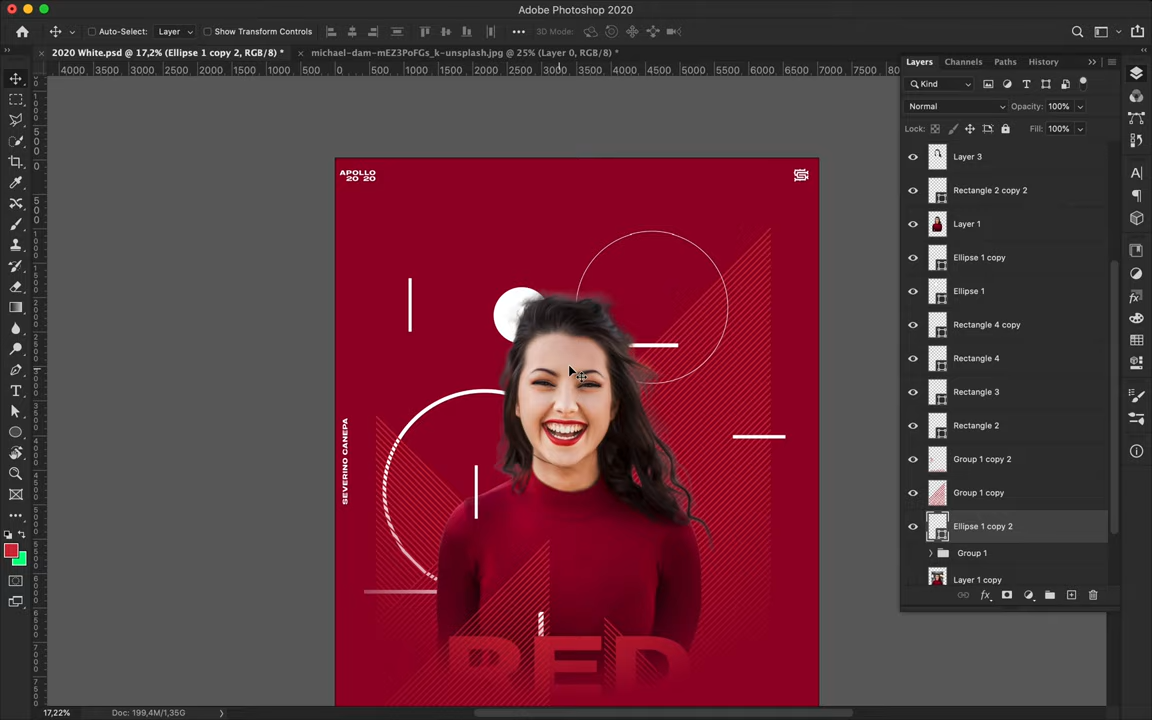 Adobe Photoshop 2020
Auto-Select: Layer Show Transform Controls 3D Mode:
2020 White.psd @ 17,2% (Ellipse 1 copy 2, RGB/8) * michael-dam-mEZ3PoFGs_k-unsplash.jpg @ 25% (Layer 0, RGB/8) *
4000 3500 3000 2500 2000 1500 1000 500 0 500 1000 1500 2000 2500 3000 3500 4000 4500 5000 5500 6000 6500 7000 7500 8000
Layers Channels Paths History
Kind
Normal Opacity: 100%
Lock: Fill: 100%
Layer 3
Rectangle 2 copy 2
Layer 1
Ellipse 1 copy
Ellipse 1
Rectangle 4 copy
Rectangle 4
Rectangle 3
Rectangle 2
Group 1 copy 2
Group 1 copy
Ellipse 1 copy 2
Group 1
Layer 1 copy
APOLLO
20 20
SEVERINO CANEPA
RED
17,22% Doc: 199,4M/1,35G